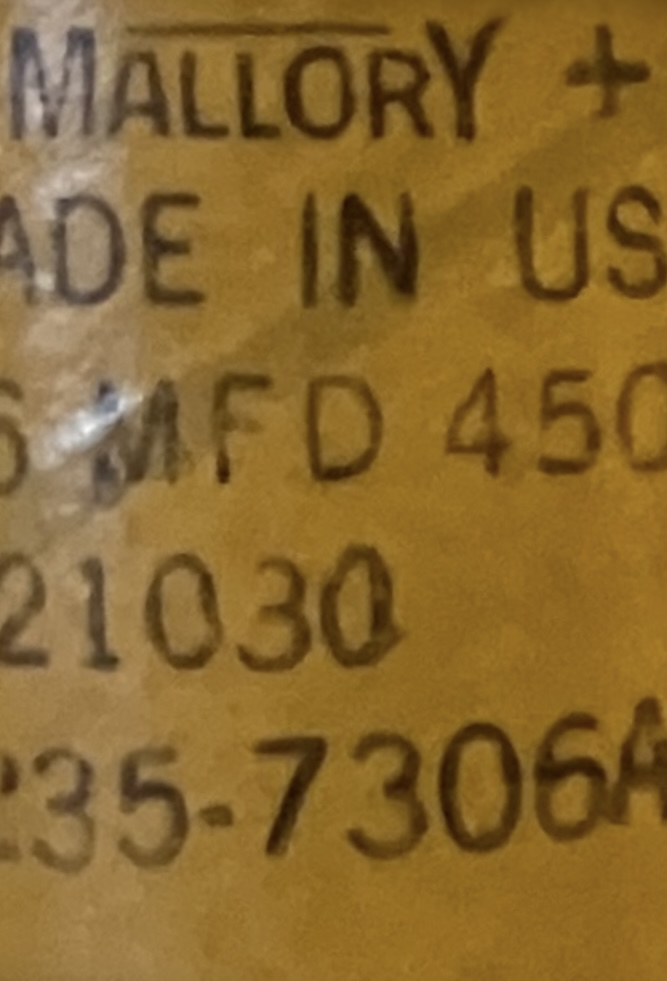 MALLORY +
ADE IN US
6 MFD 450
21030
235-7306A